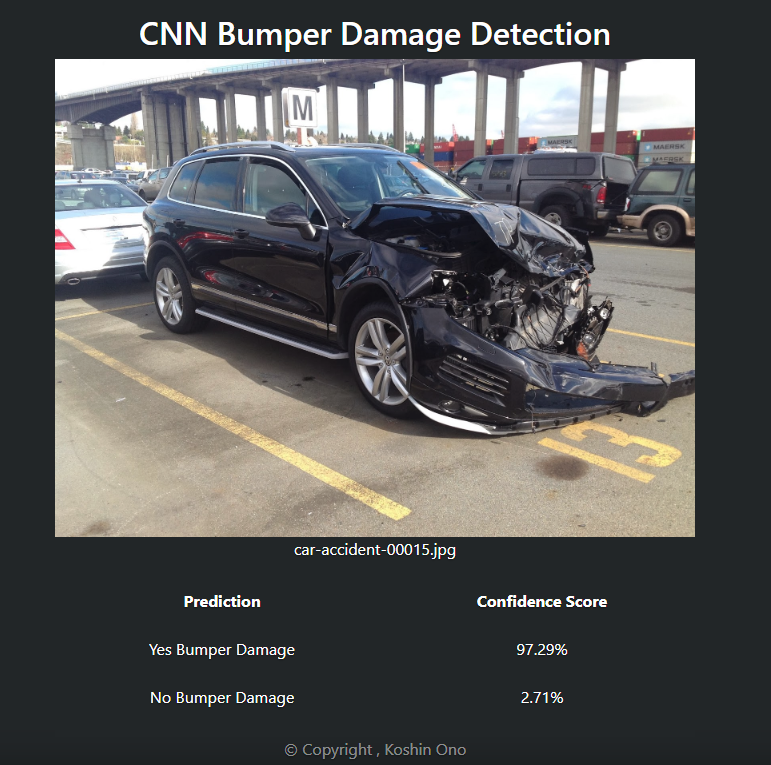 CNN Bumper Damage Detection
M
MAERSK
MAERSK
13
car-accident-00015.jpg
Prediction Confidence Score
Yes Bumper Damage 97.29%
No Bumper Damage 2.71%
© Copyright , Koshin Ono